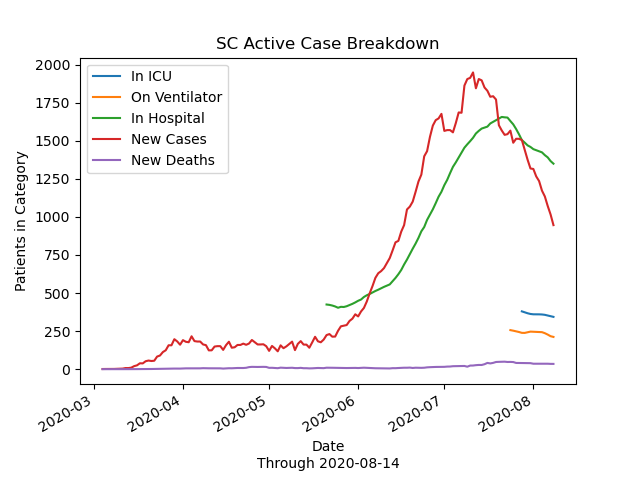 SC Active Case Breakdown
In ICU
On Ventilator
In Hospital
New Cases
New Deaths
2000
1750
1500
1250
1000
750
500
250
0
Patients in Category
2020-03
2020-04
2020-05
2020-06
2020-07
2020-08
Date
Through 2020-08-14